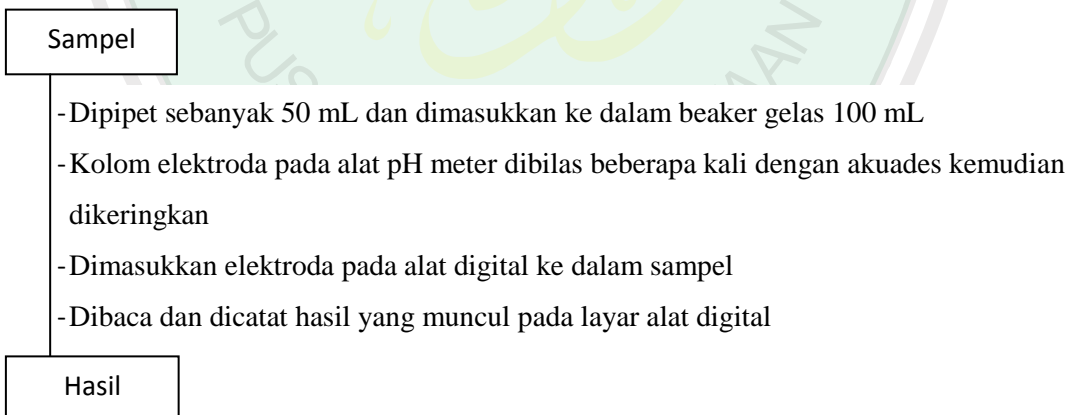 Sampel
-Dipipet sebanyak 50 mL dan dimasukkan ke dalam beaker gelas 100 mL
-Kolom elektroda pada alat pH meter dibilas beberapa kali dengan akuades kemudian
dikeringkan
-Dimasukkan elektroda pada alat digital ke dalam sampel
-Dibaca dan dicatat hasil yang muncul pada layar alat digital
Hasil